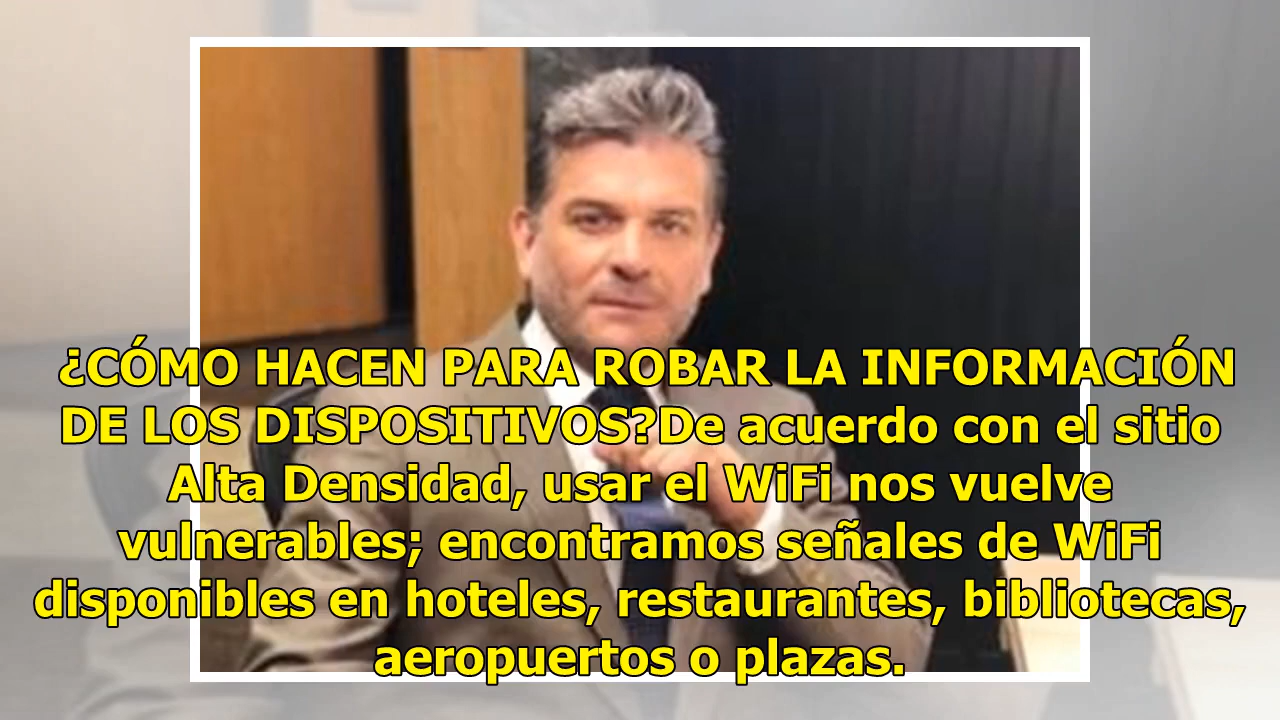 ¿CÓMO HACEN PARA ROBAR LA INFORMACIÓN
DE LOS DISPOSITIVOS?De acuerdo con el sitio
Alta Densidad, usar el WiFi nos vuelve
vulnerables; encontramos señales de WiFi
disponibles en hoteles, restaurantes, bibliotecas,
aeropuertos o plazas.